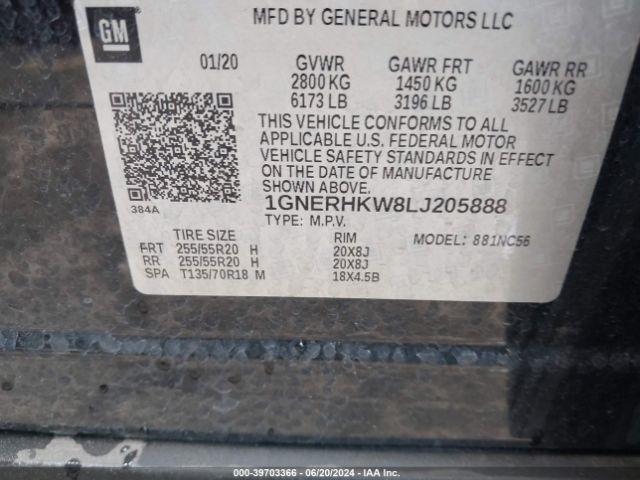 GM
MFD BY GENERAL MOTORS LLC
01/20 GVWR GAWR FRT GAWR RR
2800 KG 1450 KG 1600 KG
6173 LB 3196 LB 3527 LB
THIS VEHICLE CONFORMS TO ALL
APPLICABLE U.S. FEDERAL MOTOR
VEHICLE SAFETY STANDARDS IN EFFECT
ON THE DATE OF MANUFACTURE
SHOWN ABOVE.
384A
1GNERHKW8LJ205888
TYPE: M.P.V.
TIRE SIZE RIM MODEL: 881NC56
FRT 255/55R20 H 20X8J
RR 255/55R20 H 20X8J
SPA T135/70R18 M 18X4.5B
000-39703366 - 06/20/2024 - IAA Inc.